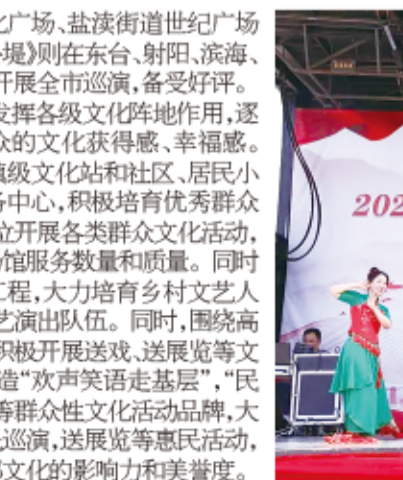 化广场、盐渎街道世纪广场
堤》则在东台、射阳、滨海、
开展全市巡演,备受好评。
发挥各级文化阵地作用,逐
众的文化获得感、幸福感。
镇级文化站和社区、居民小
务中心,积极培育优秀群众
位开展各类群众文化活动,
场馆服务数量和质量。同时
工程,大力培育乡村文艺人
艺演出队伍。同时,围绕高
积极开展送戏、送展览等文
造“欢声笑语走基层”,“民
等群众性文化活动品牌,大
巡演,送展览等惠民活动,
文化的影响力和美誉度。
202